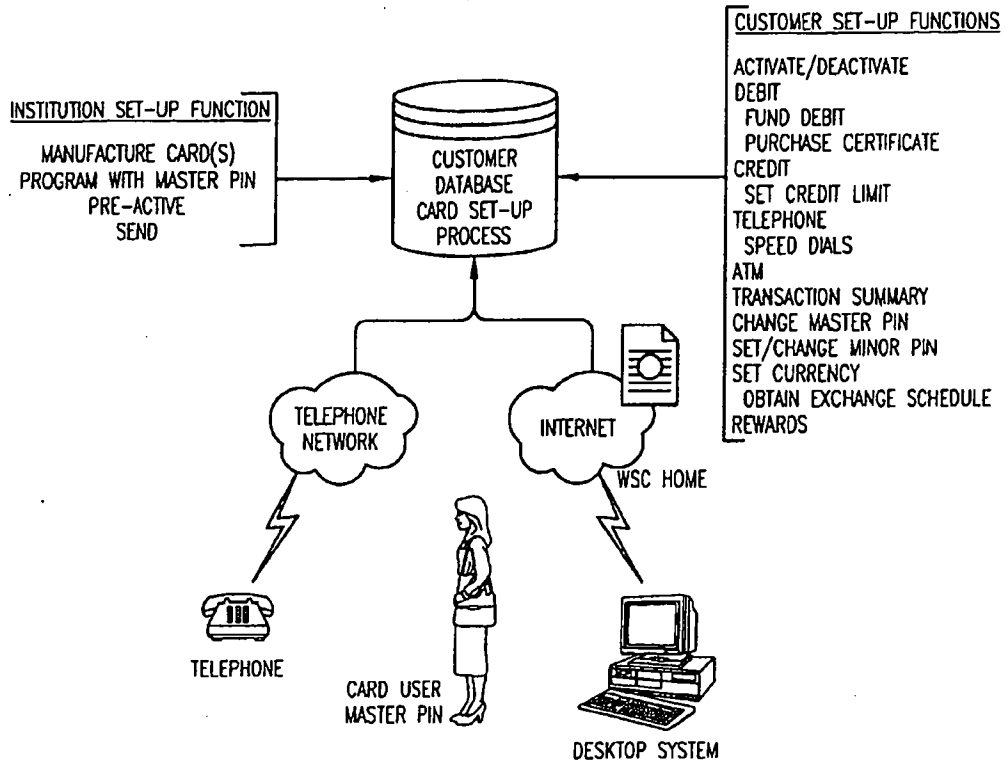 INSTITUTION SET-UP FUNCTION
MANUFACTURE CARD(S)
PROGRAM WITH MASTER PIN
PRE-ACTIVE
SEND
CUSTOMER
DATABASE
CARD SET-UP
PROCESS
CUSTOMER SET-UP FUNCTIONS
ACTIVATE/DEACTIVATE
DEBIT
FUND DEBIT
PURCHASE CERTIFICATE
CREDIT
SET CREDIT LIMIT
TELEPHONE
SPEED DIALS
ATM
TRANSACTION SUMMARY
CHANGE MASTER PIN
SET/CHANGE MINOR PIN
SET CURRENCY
OBTAIN EXCHANGE SCHEDULE
REWARDS
TELEPHONE
NETWORK
INTERNET
WSC HOME
TELEPHONE
CARD USER
MASTER PIN
DESKTOP SYSTEM